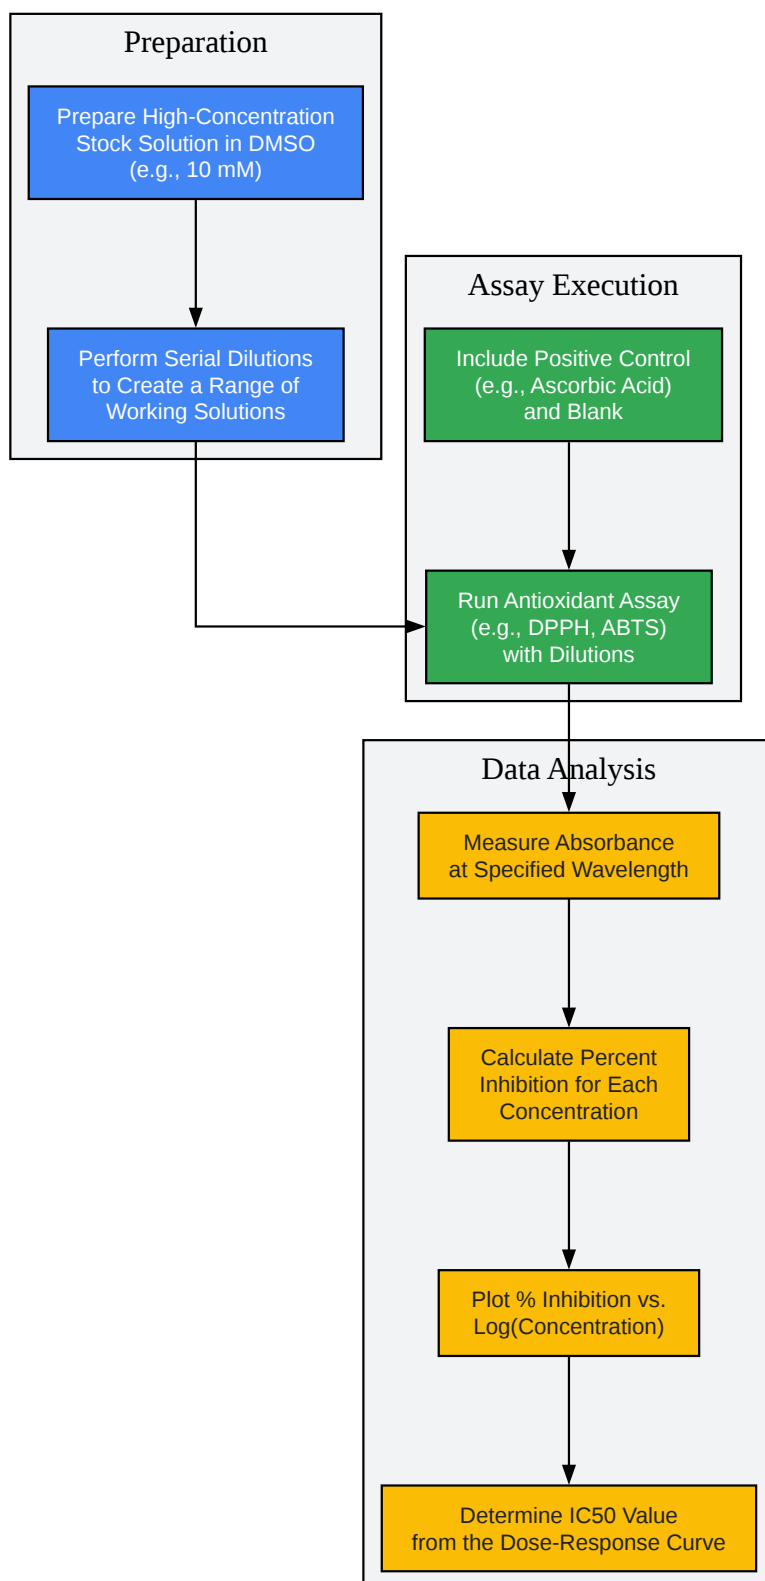 Preparation
Prepare High-Concentration
Stock Solution in DMSO
(e.g., 10 mM)
Perform Serial Dilutions
to Create a Range of
Working Solutions
Assay Execution
Include Positive Control
(e.g., Ascorbic Acid)
and Blank
Run Antioxidant Assay
(e.g., DPPH, ABTS)
with Dilutions
Data Analysis
Measure Absorbance
at Specified Wavelength
Calculate Percent
Inhibition for Each
Concentration
Plot % Inhibition vs.
Log(Concentration)
Determine IC50 Value
from the Dose-Response Curve